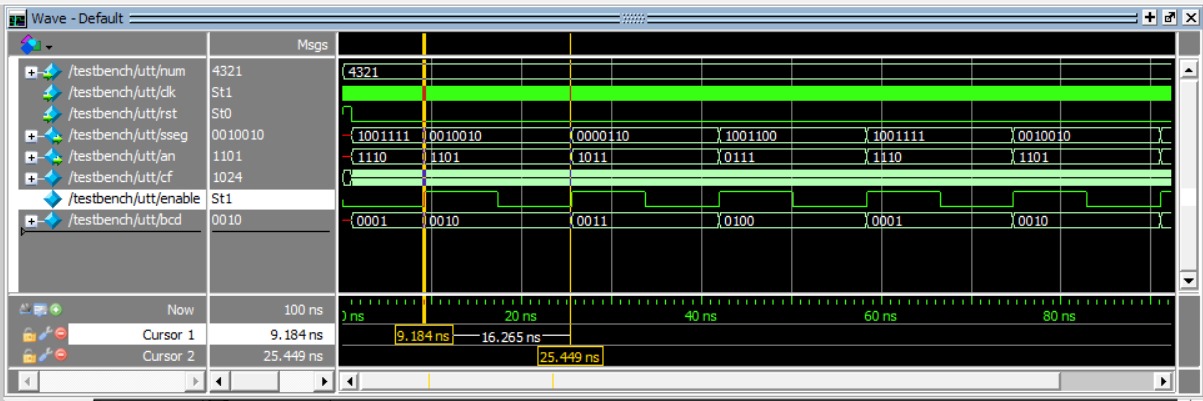 Wave - Default
Msgs
/testbench/utt/num 4321 4321
/testbench/utt/clk St1
/testbench/utt/rst St0
/testbench/utt/sseg 0010010 1001111 0010010 0000110 1001100 1001111 0010010
/testbench/utt/an 1101 1110 1101 1011 0111 1110 1101
/testbench/utt/cf 1024
/testbench/utt/enable St1
/testbench/utt/bcd 0010 0001 0010 0011 0100 0001 0010
Now 100 ns ns 20 ns 40 ns 60 ns 80 ns
Cursor 1 9.184 ns 9.184 ns 16.265 ns
Cursor 2 25.449 ns 25.449 ns